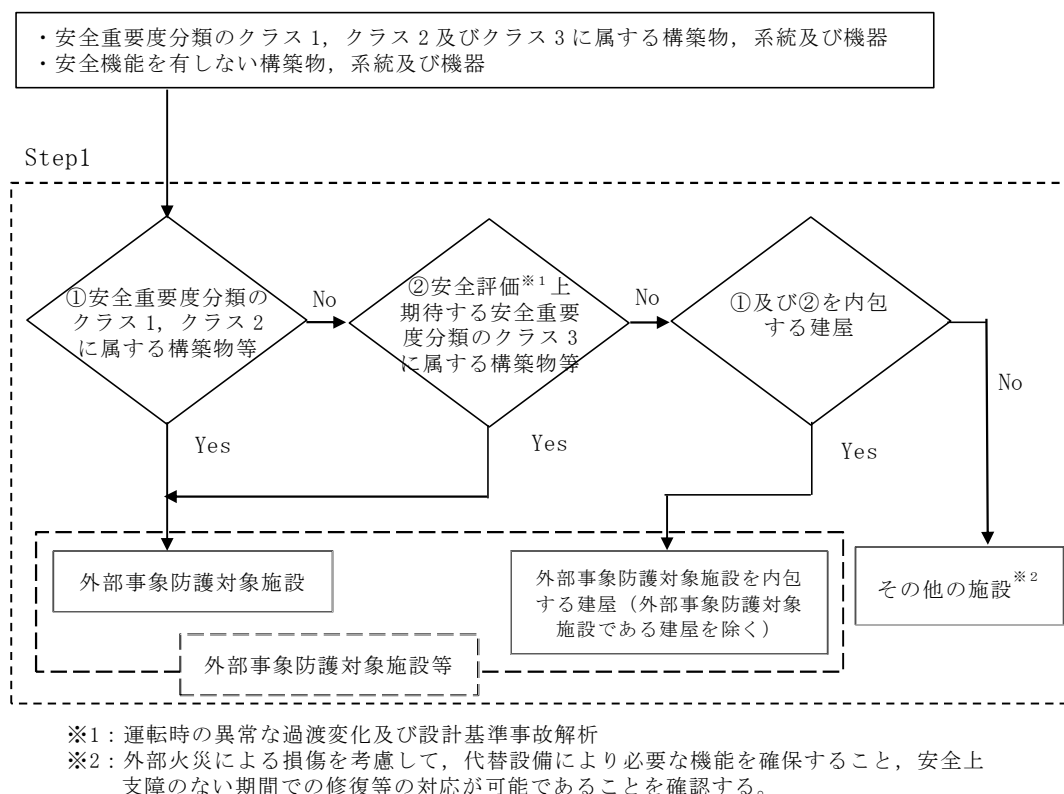 ・安全重要度分類のクラス1，クラス2及びクラス3に属する構築物，系統及び機器
・安全機能を有しない構築物，系統及び機器
Step1
①安全重要度分類の
クラス1，クラス2
に属する構築物等
No
②安全評価※1上
期待する安全重要
度分類のクラス3
に属する構築物等
No
①及び②を内包
する建屋
No
Yes
Yes
Yes
外部事象防護対象施設
外部事象防護対象施設を内包
する建屋（外部事象防護対象
施設である建屋を除く）
その他の施設※2
外部事象防護対象施設等
※1：運転時の異常な過渡変化及び設計基準事故解析
※2：外部火災による損傷を考慮して，代替設備により必要な機能を確保すること，安全上
支障のない期間での修復等の対応が可能であることを確認する。